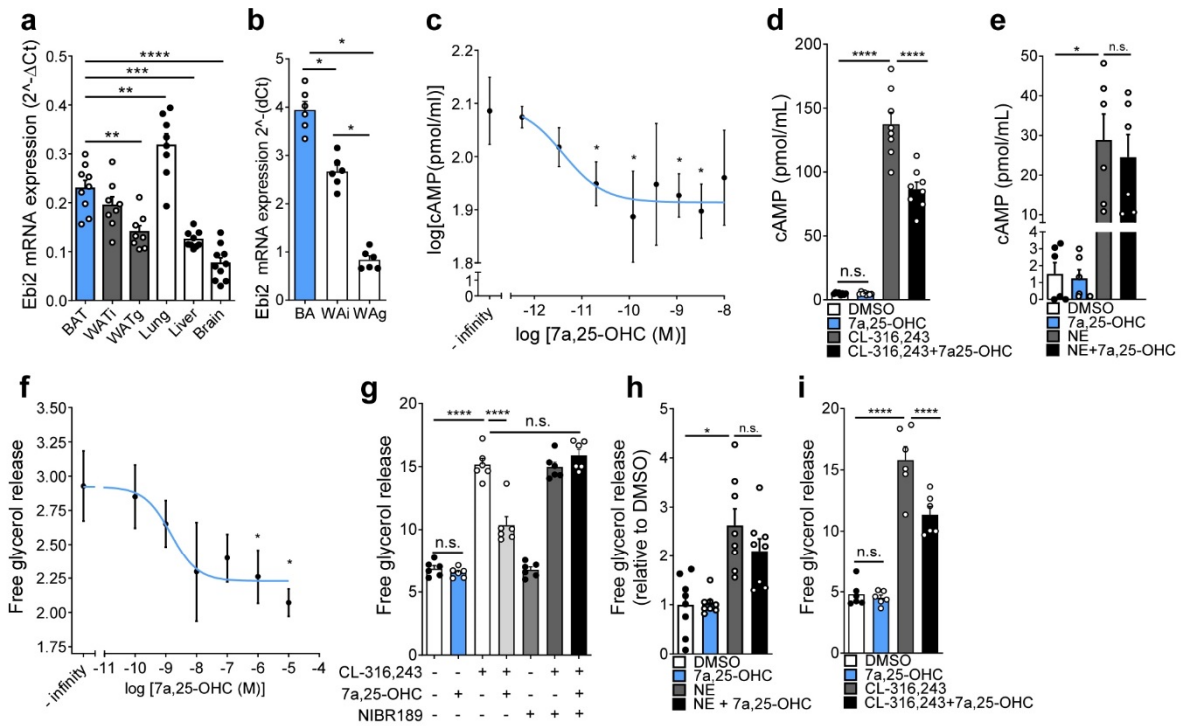 a
Ebi2 mRNA expression (2^-ΔCt)
****
***
**
**
0.5
0.4
0.3
0.2
0.1
0.0
BAT
WATi
WATg
Lung
Liver
Brain
b
Ebi2 mRNA expression 2^-(dCt)
*
*
*
5
4
3
2
1
0
BA WAi WAg
c
log[cAMP(pmol/ml)]
2.2
2.1
2.0
1.9
1.8
1
0
* * * *
- infinity
-12 -11 -10 -9 -8
log [7a,25-OHC (M)]
d
cAMP (pmol/mL)
**** ****
n.s.
200
150
100
50
0
DMSO
7a,25-OHC
CL-316,243
CL-316,243+7a25-OHC
e
cAMP (pmol/mL)
* n.s.
50
40
30
20
10
4
3
2
1
0
DMSO
7a,25-OHC
NE
NE+7a,25-OHC
f
Free glycerol release
3.50
3.25
3.00
2.75
2.50
2.25
2.00
1.75
* *
- infinity
-11 -10 -9 -8 -7 -6 -5 -4
log [7a,25-OHC (M)]
g
Free glycerol release
**** ****
n.s.
n.s.
20
15
10
5
0
CL-316,243 - - + + - + +
7a,25-OHC - + - + - - +
NIBR189 - - - - + + +
h
Free glycerol release
(relative to DMSO)
* n.s.
5
4
3
2
1
0
DMSO
7a,25-OHC
NE
NE + 7a,25-OHC
i
Free glycerol release
**** ****
n.s.
20
15
10
5
0
DMSO
7a,25-OHC
CL-316,243
CL-316,243+7a,25-OHC